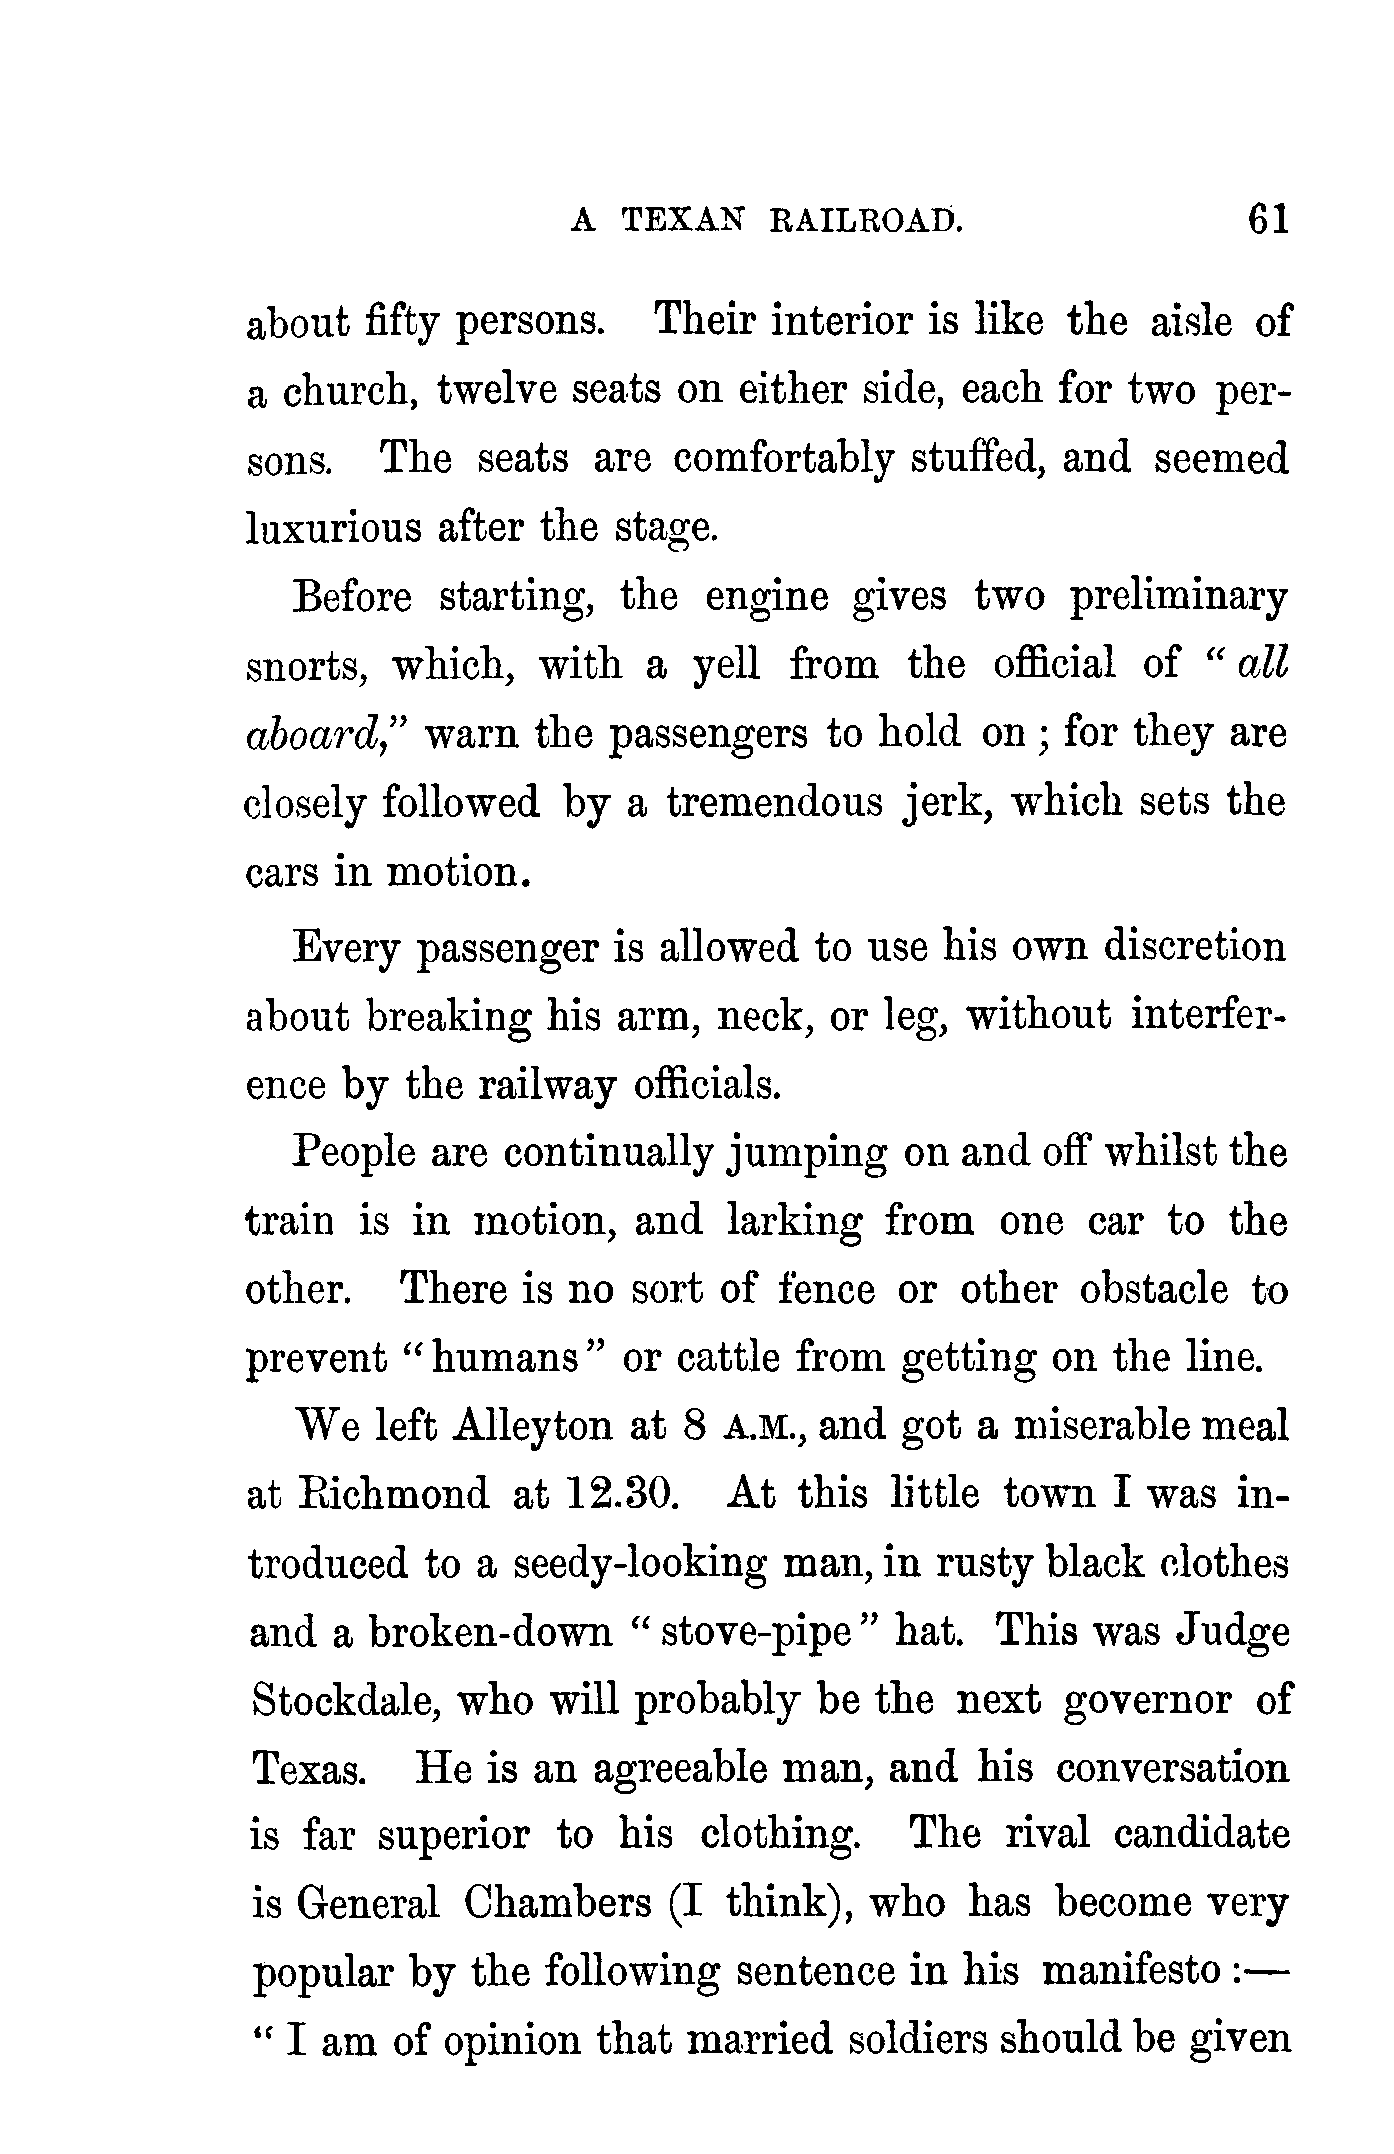 A TEXAN RAILROAD. 61
about fifty persons. Their interior is like the aisle of
a church, twelve seats on either side, each for two per-
sons. The seats are comfortably stuffed, and seemed
luxurious after the stage.
Before starting, the engine gives two preliminary
snorts, which, with a yell from the official of “ all
aboard,” warn the passengers to hold on ; for they are
closely followed by a tremendous jerk, which sets the
cars in motion.
Every passenger is allowed to use his own discretion
about breaking his arm, neck, or leg, without interfer-
ence by the railway officials.
People are continually jumping on and off whilst the
train is in motion, and larking from one car to the
other. There is no sort of fence or other obstacle to
prevent “ humans ” or cattle from getting on the line.
We left Alleyton at 8 A.M., and got a miserable meal
at Richmond at 12.30. At this little town I was in-
troduced to a seedy-looking man, in rusty black clothes
and a broken-down “ stove-pipe ” hat. This was Judge
Stockdale, who will probably be the next governor of
Texas. He is an agreeable man, and his conversation
is far superior to his clothing. The rival candidate
is General Chambers (I think), who has become very
popular by the following sentence in his manifesto :—
“ I am of opinion that married soldiers should be given